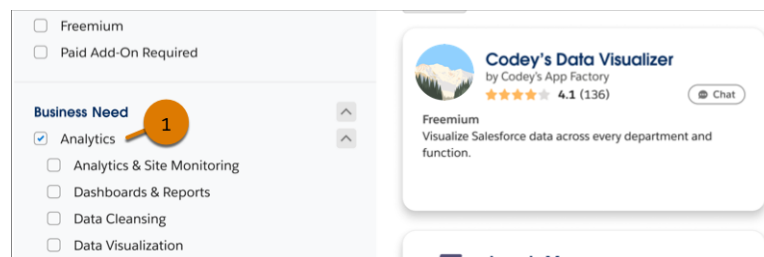 Freemium
Paid Add-On Required
Business Need
Analytics
1
Analytics & Site Monitoring
Dashboards & Reports
Data Cleansing
Data Visualization
Codey's Data Visualizer
by Codey's App Factory
4.1 (136)
Chat
Freemium
Visualize Salesforce data across every department and
function.